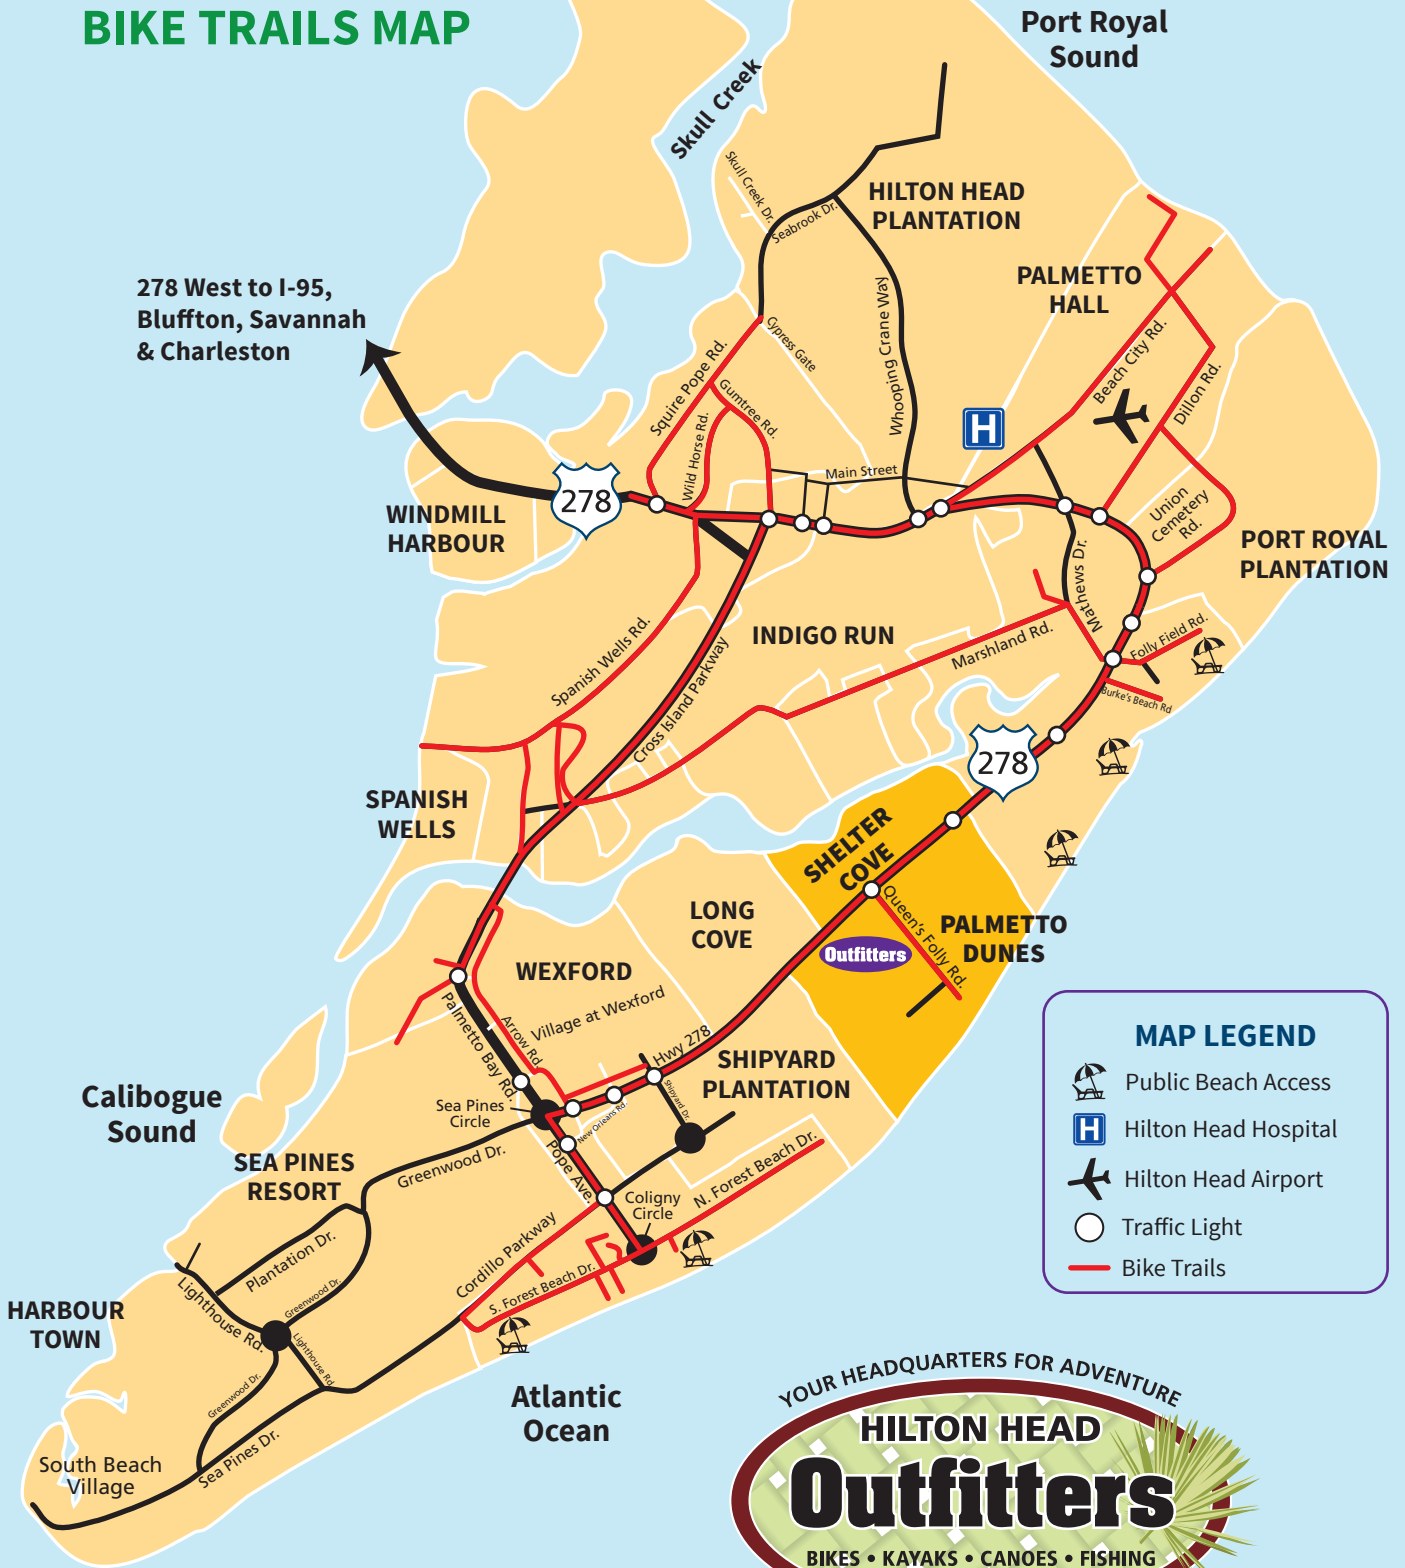 BIKE TRAILS MAP
Port Royal
Sound
Skull Creek
Skull Creek Dr.
Seabrook Dr.
HILTON HEAD
PLANTATION
PALMETTO
HALL
278 West to I-95,
Bluffton, Savannah
& Charleston
Cypress Gate
Whooping Crane Way
Squire Pope Rd.
Gumtree Rd.
Wild Horse Rd.
Beach City Rd.
Dillon Rd.
H
Main Street
278
WINDMILL
HARBOUR
Union
Cemetery
Rd.
PORT ROYAL
PLANTATION
Mathews Dr.
INDIGO RUN
Marshland Rd.
Folly Field Rd.
Burke's Beach Rd
Spanish Wells Rd.
Cross Island Parkway
278
SPANISH
WELLS
SHELTER
COVE
Queen's Folly Rd.
LONG
COVE
PALMETTO
DUNES
Outfitters
WEXFORD
Village at Wexford
Palmetto Bay Rd.
Arrow Rd.
Hwy 278
SHIPYARD
PLANTATION
Shipyard Dr.
New Orleans Rd.
Sea Pines
Circle
Calibogue
Sound
SEA PINES
RESORT
Greenwood Dr.
Pope Ave.
Coligny
Circle
N. Forest Beach Dr.
Cordillo Parkway
S. Forest Beach Dr.
Plantation Dr.
Greenwood Dr.
Lighthouse Rd.
Lighthouse Rd
HARBOUR
TOWN
Greenwood Dr.
Sea Pines Dr.
South Beach
Village
Atlantic
Ocean
MAP LEGEND
Public Beach Access
H
Hilton Head Hospital
Hilton Head Airport
Traffic Light
Bike Trails
YOUR HEADQUARTERS FOR ADVENTURE
HILTON HEAD
Outfitters
BIKES • KAYAKS • CANOES • FISHING